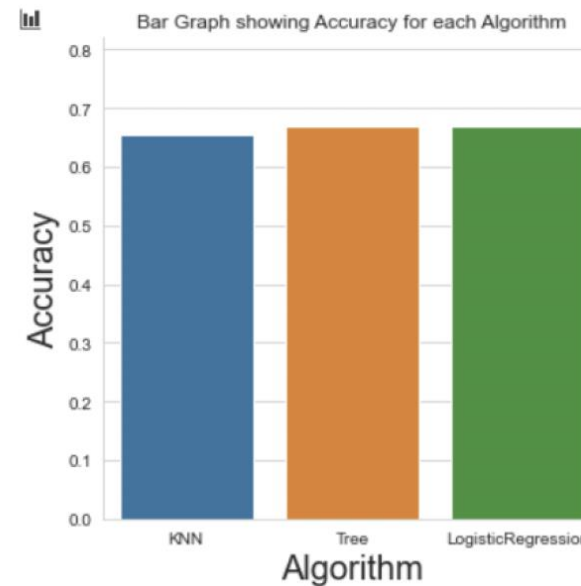 Bar Graph showing Accuracy for each Algorithm
0.8
0.7
0.6
0.5
0.4
0.3
0.2
0.1
0.0
Accuracy
KNN Tree LogisticRegression
Algorithm